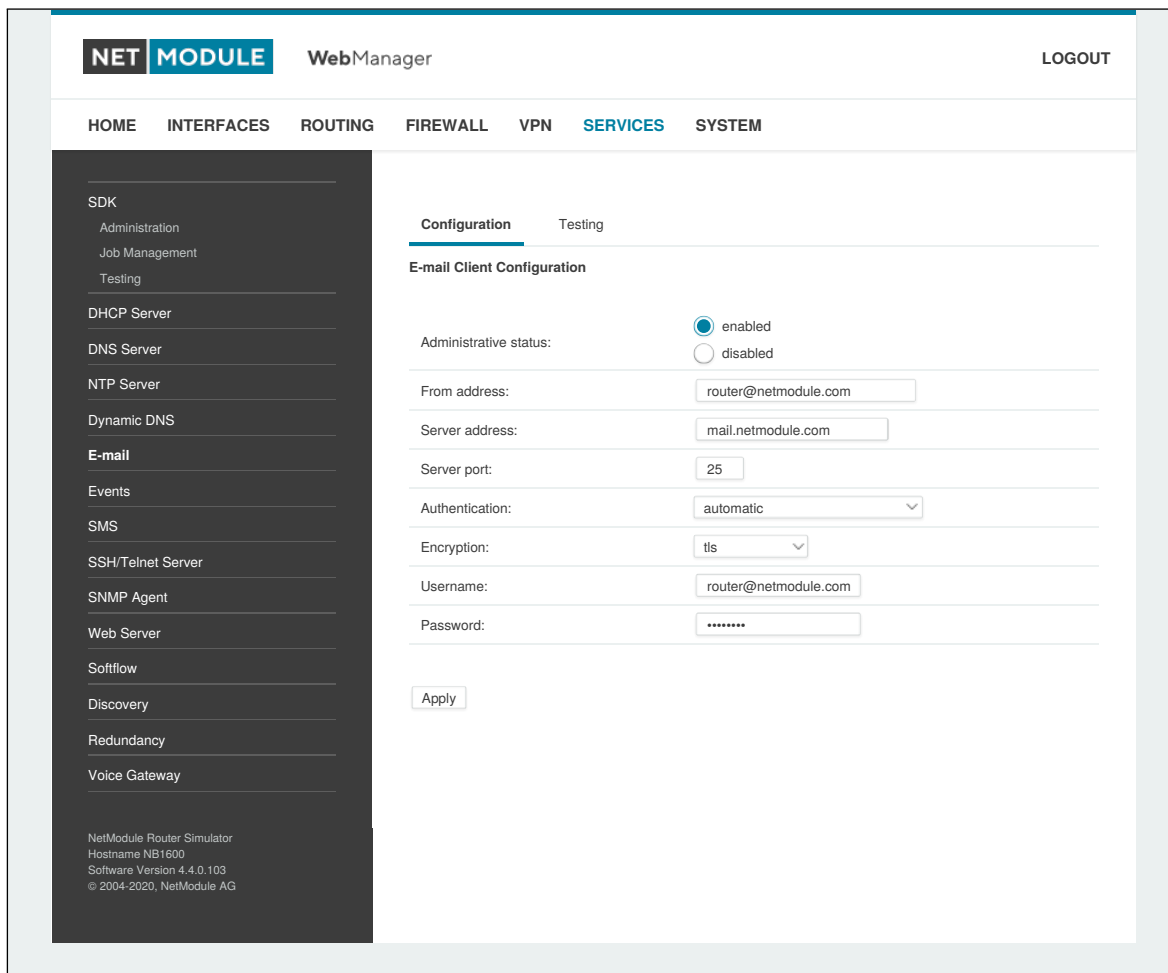 NET MODULE WebManager LOGOUT
HOME INTERFACES ROUTING FIREWALL VPN SERVICES SYSTEM
SDK
Administration
Job Management
Testing
DHCP Server
DNS Server
NTP Server
Dynamic DNS
E-mail
Events
SMS
SSH/Telnet Server
SNMP Agent
Web Server
Softflow
Discovery
Redundancy
Voice Gateway
NetModule Router Simulator
Hostname NB1600
Software Version 4.4.0.103
© 2004-2020, NetModule AG
Configuration Testing
E-mail Client Configuration
Administrative status: enabled
disabled
From address: router@netmodule.com
Server address: mail.netmodule.com
Server port: 25
Authentication: automatic
Encryption: tls
Username: router@netmodule.com
Password: ••••••••
Apply